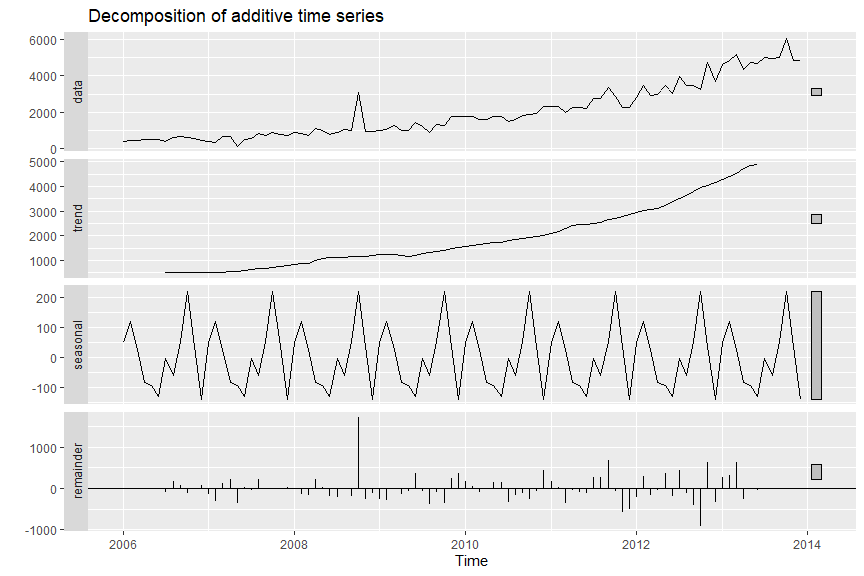 Decomposition of additive time series
6000
4000
2000
0
data
5000
4000
3000
2000
1000
trend
200
100
0
-100
seasonal
1000
0
-1000
remainder
2006 2008 2010 2012 2014
Time